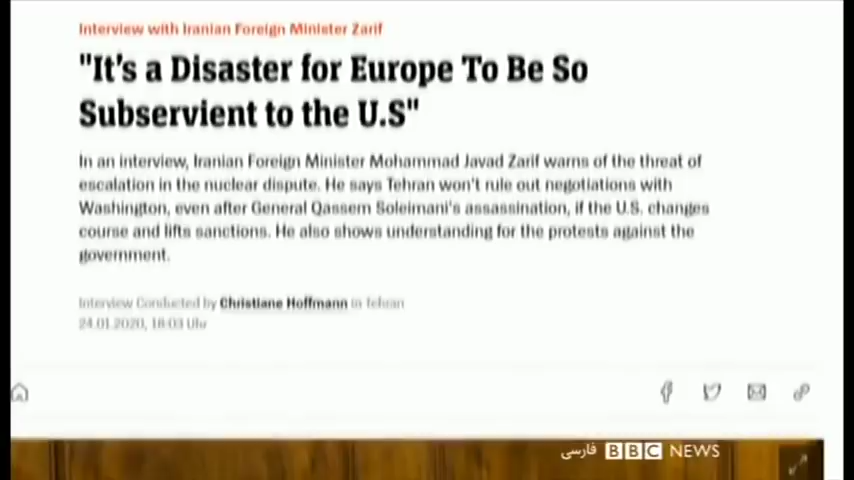 Interview with Iranian Foreign Minister Zarif
"It's a Disaster for Europe To Be So
Subservient to the U.S"
In an interview, Iranian Foreign Minister Mohammad Javad Zarif warns of the threat of
escalation in the nuclear dispute. He says Tehran won't rule out negotiations with
Washington, even after General Qassem Soleimani's assassination, if the U.S. changes
course and lifts sanctions. He also shows understanding for the protests against the
government.
Interview Conducted by Christiane Hoffmann in Tehran
24.01.2020, 18:03 Uhr
فارسی BBC NEWS